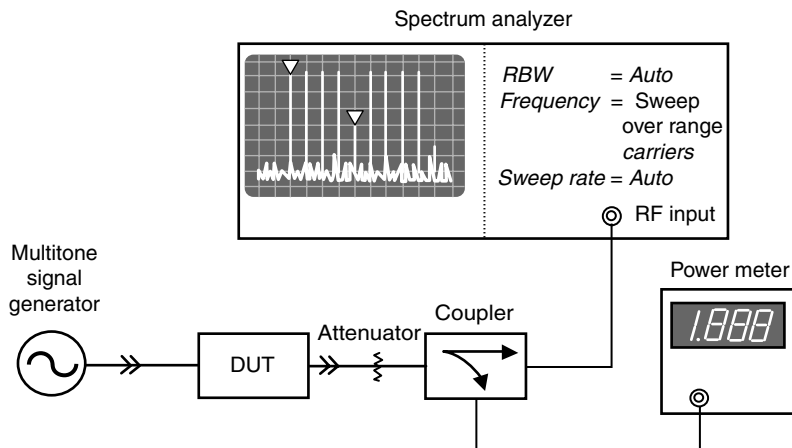 Spectrum analyzer
RBW = Auto
Frequency = Sweep
over range
carriers
Sweep rate = Auto
RF input
Multitone
signal
generator
Power meter
1.888
Coupler
Attenuator
DUT